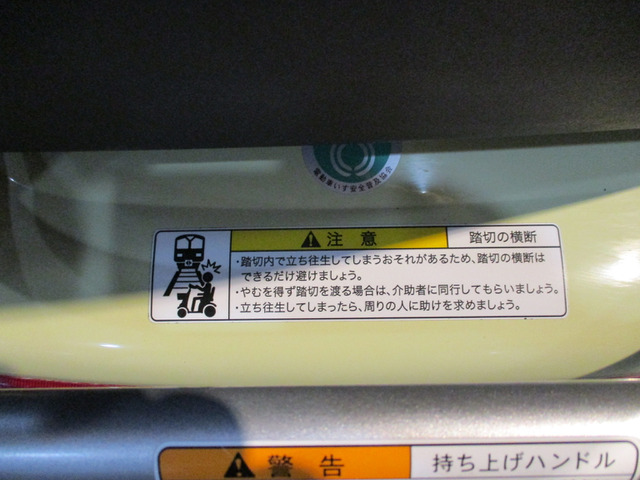 注意 踏切の横断
・踏切内で立ち往生してしまうおそれがあるため、踏切の横断は
できるだけ避けましょう。
・やむを得ず踏切を渡る場合は、介助者に同行してもらいましょう。
・立ち往生してしまったら、周りの人に助けを求めましょう。
警告 持ち上げハンドル